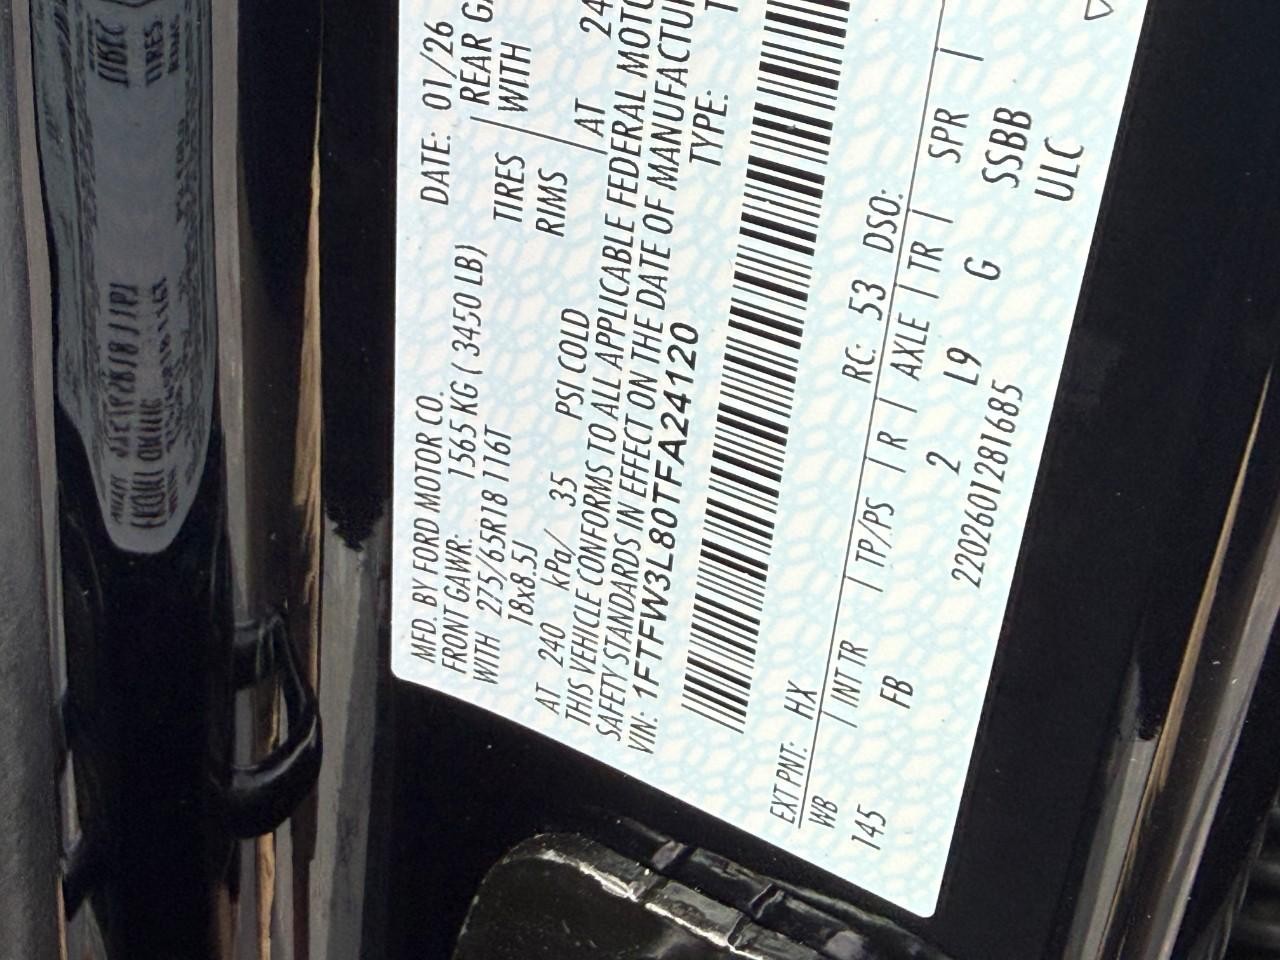 MFD. BY FORD MOTOR CO. DATE: 01/26
FRONT GAWR: 1565 KG ( 3450 LB) REAR
WITH 275/65R18 116T TIRES WITH
18x8.5J RIMS
AT 240 kPa/ 35 PSI COLD AT 24
THIS VEHICLE CONFORMS TO ALL APPLICABLE FEDERAL MOTO
SAFETY STANDARDS IN EFFECT ON THE DATE OF MANUFACTUR
VIN: 1FTFW3L80TFA24120 TYPE: T
EXT PNT: HX RC: 53 DSO:
WB | INT TR | TP/PS | R | AXLE | TR | SPR |
145 FB 2 L9 G SSBB
2202601281685 ULC